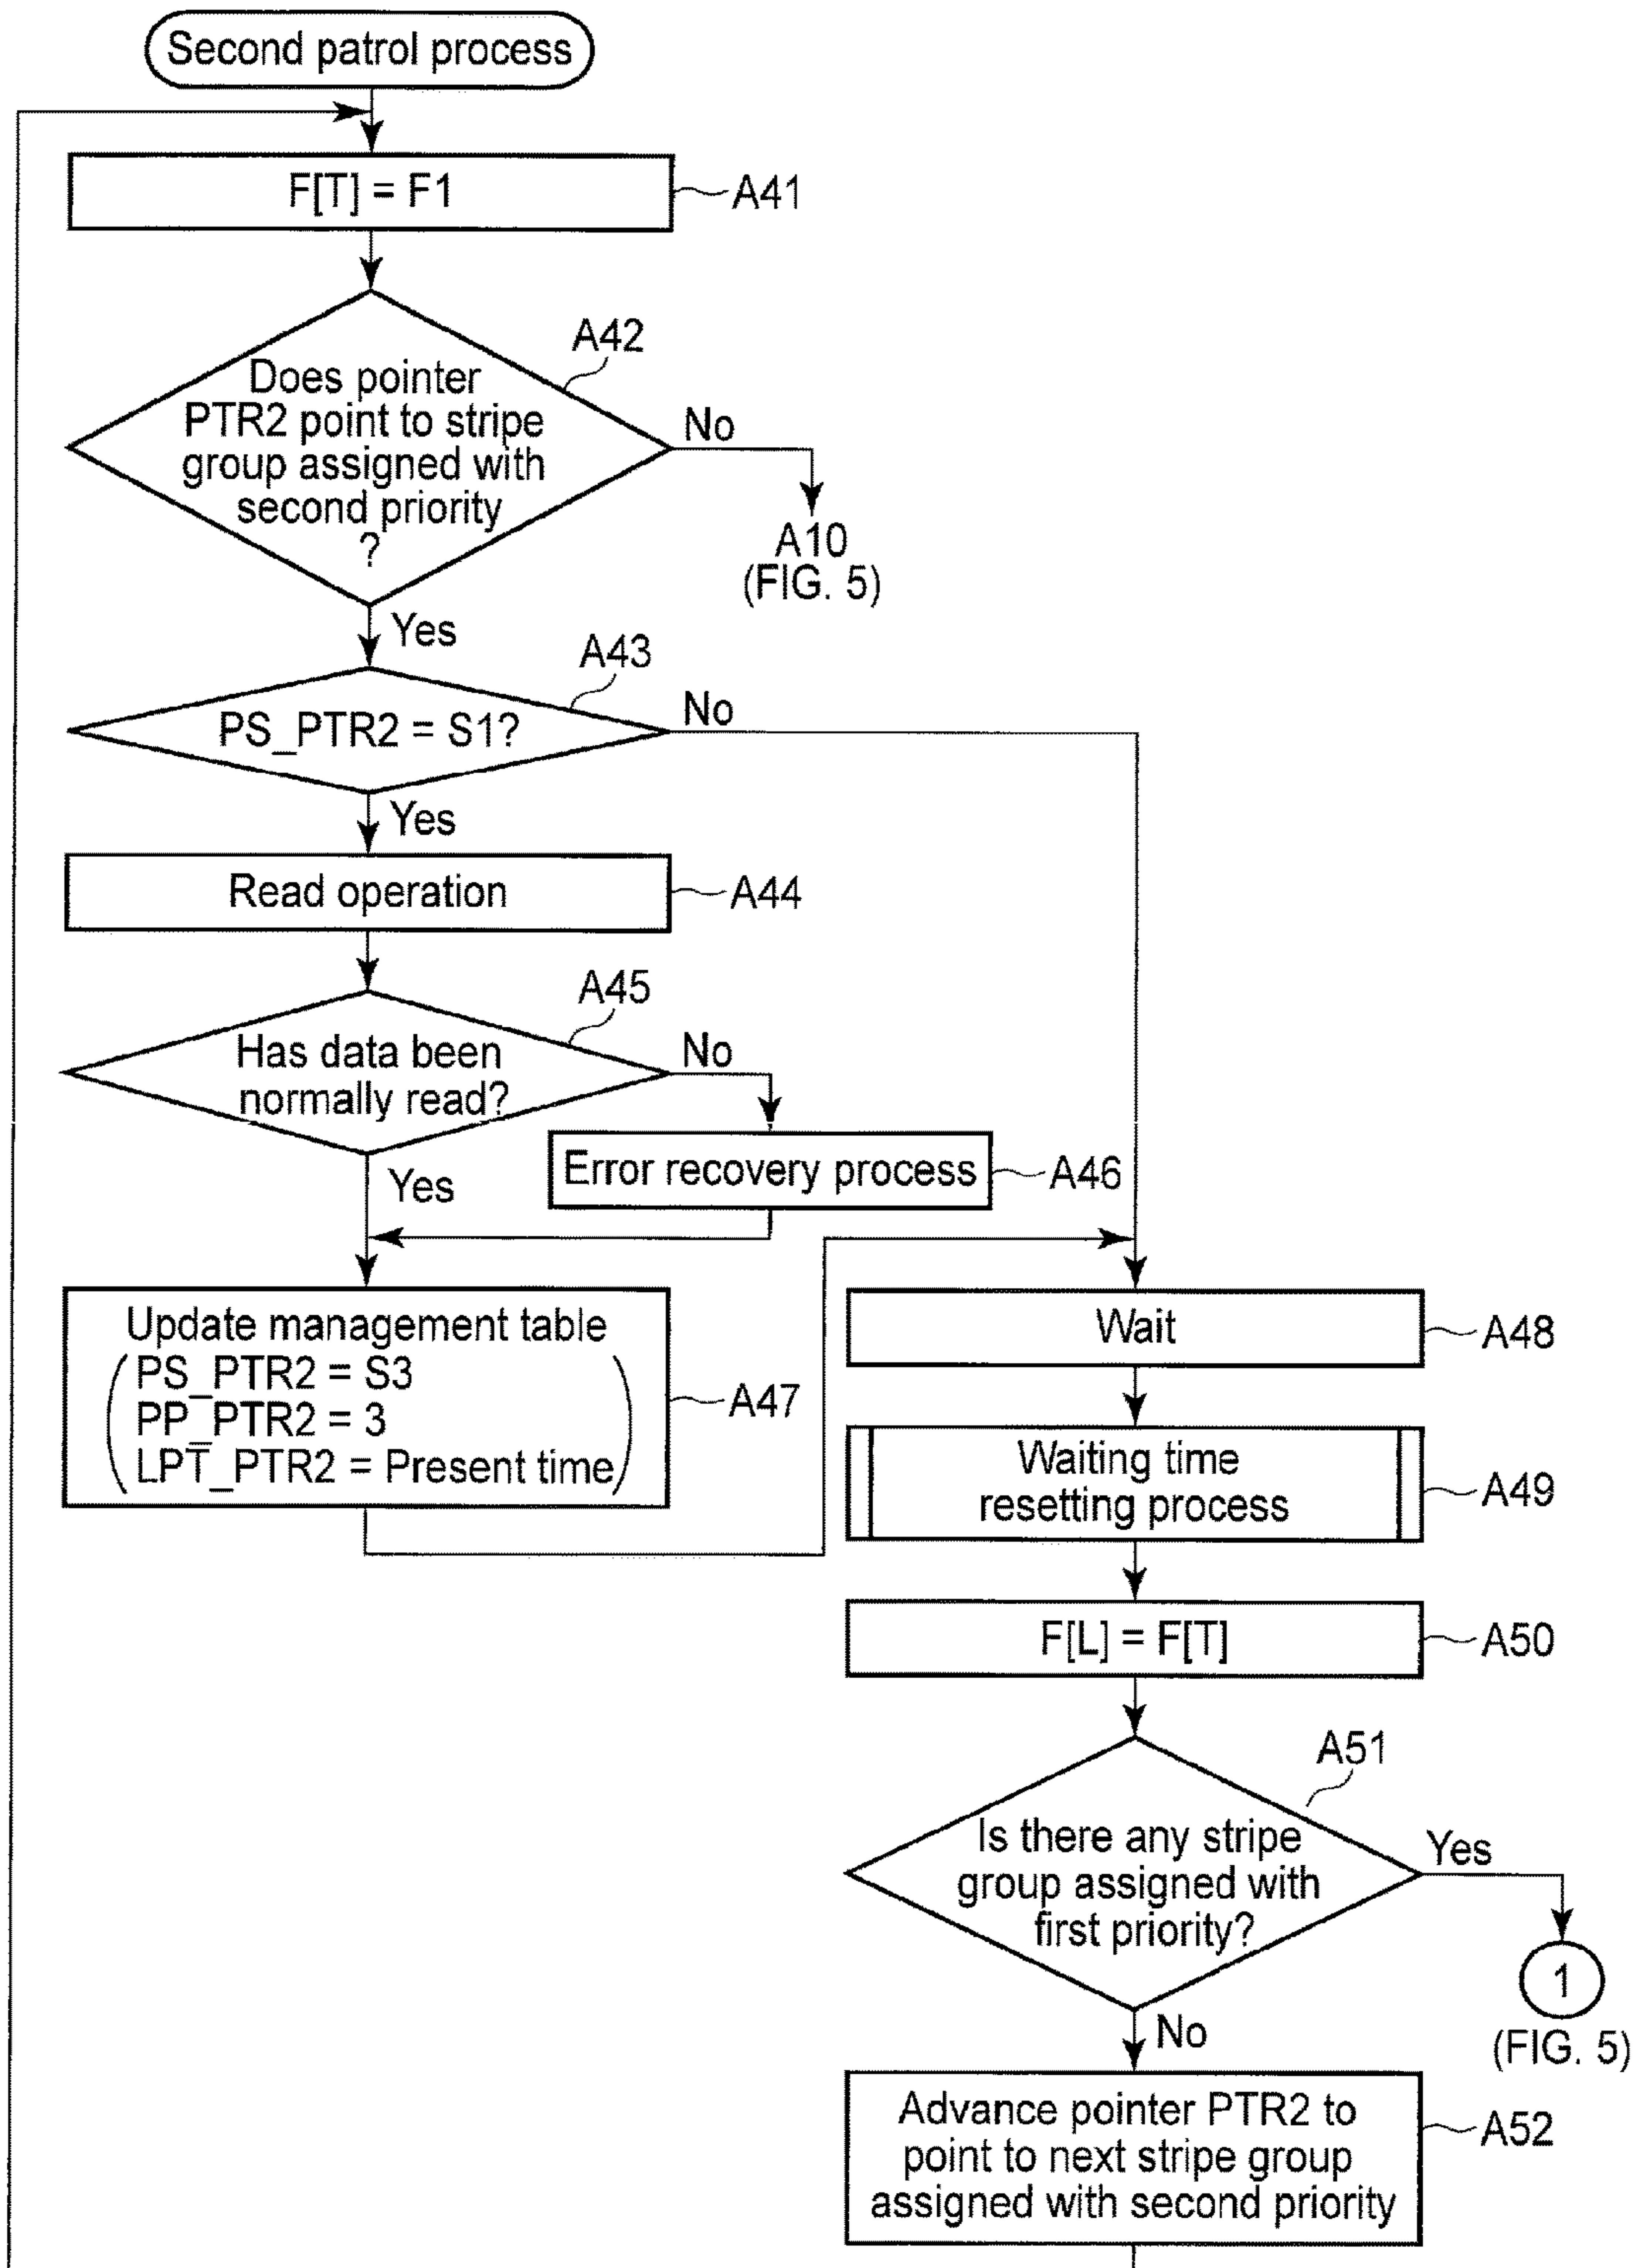 Second patrol process
F[T] = F1
A41
A42
Does pointer
PTR2 point to stripe
group assigned with
second priority
?
No
A10
(FIG. 5)
Yes
A43
PS_PTR2 = S1?
No
Yes
Read operation
A44
A45
Has data been
normally read?
No
Yes
Error recovery process
A46
Update management table
PS_PTR2 = S3
PP_PTR2 = 3
LPT_PTR2 = Present time
A47
Wait
A48
Waiting time
resetting process
A49
F[L] = F[T]
A50
A51
Is there any stripe
group assigned with
first priority?
Yes
1
(FIG. 5)
No
Advance pointer PTR2 to
point to next stripe group
assigned with second priority
A52